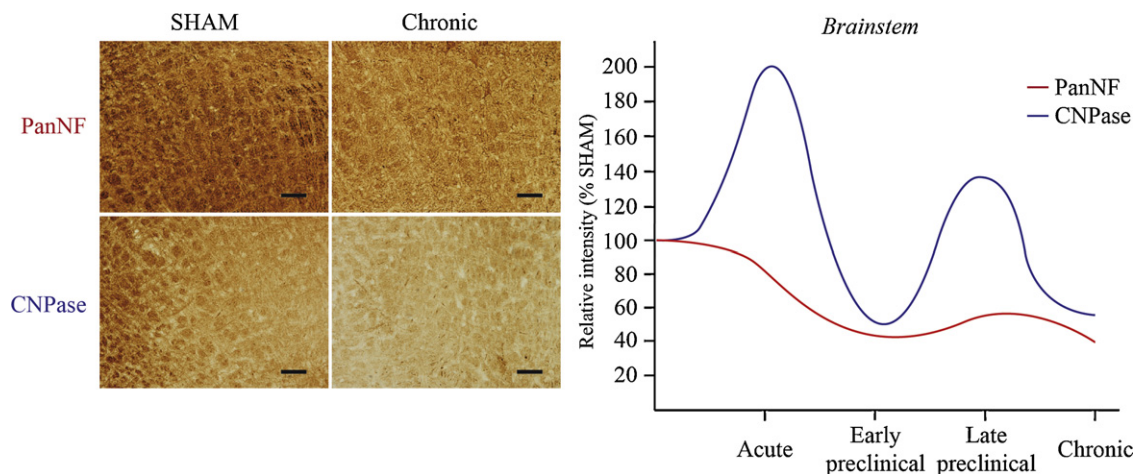 SHAM
Chronic
PanNF
CNPase
Brainstem
Relative intensity (% SHAM)
200
180
160
140
120
100
80
60
40
20
PanNF
CNPase
Acute
Early
preclinical
Late
preclinical
Chronic